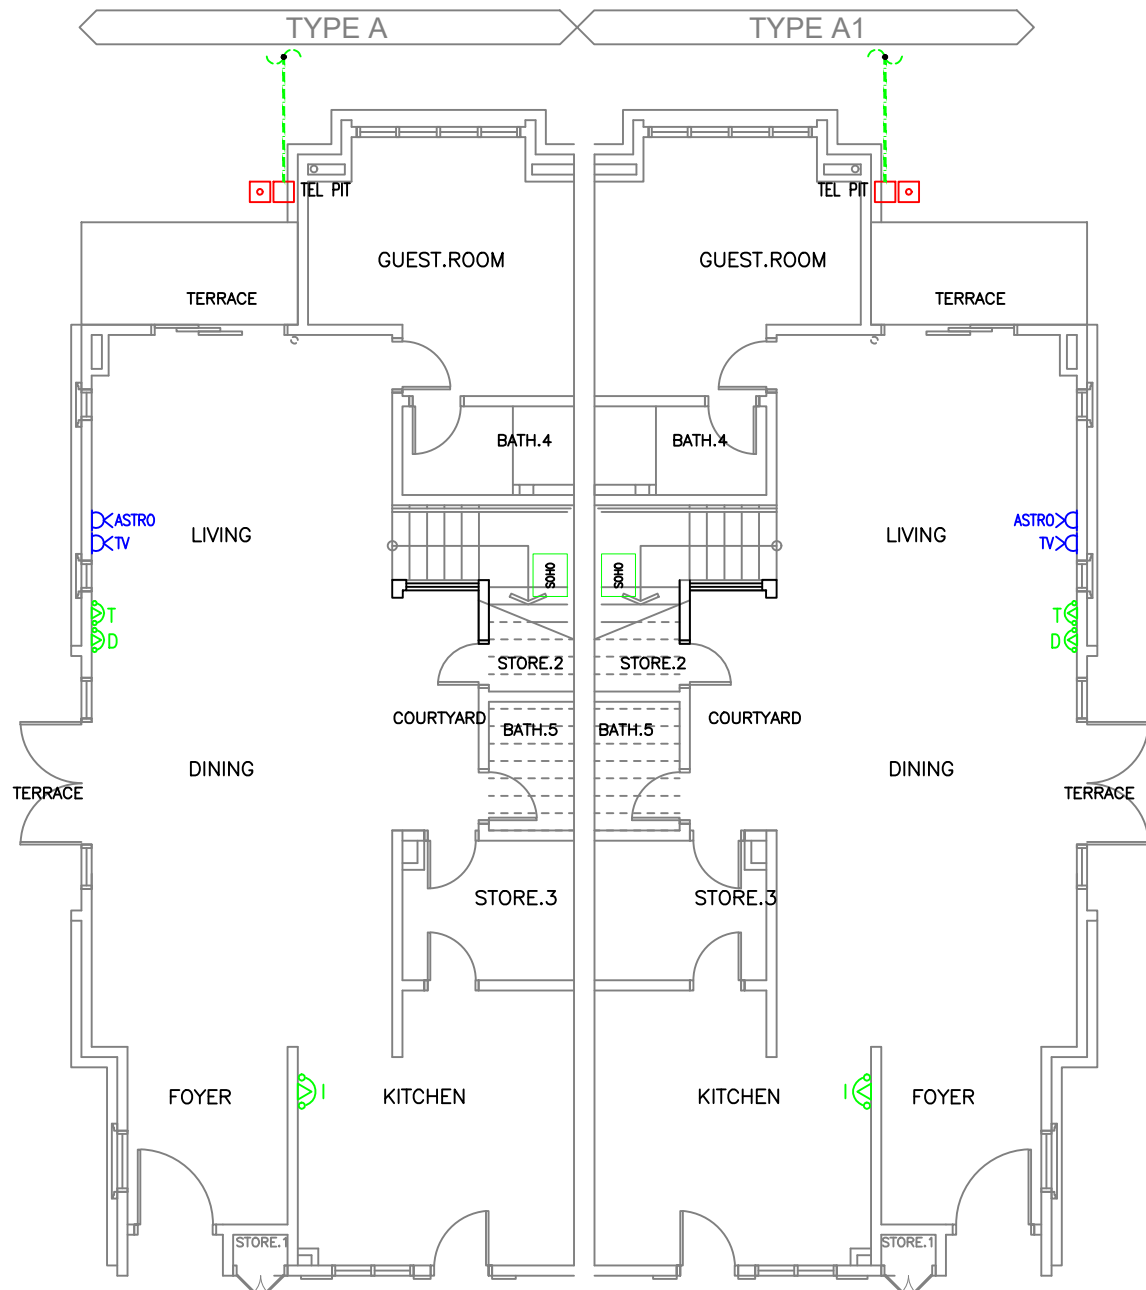 TYPE A TYPE A1
TEL PIT TEL PIT
GUEST.ROOM GUEST.ROOM
TERRACE TERRACE
BATH.4 BATH.4
ASTRO ASTRO
LIVING LIVING
TV TV
SOHO SOHO
T T
D D
STORE.2 STORE.2
COURTYARD COURTYARD
BATH.5 BATH.5
DINING DINING
TERRACE TERRACE
STORE.3 STORE.3
I I
FOYER KITCHEN KITCHEN FOYER
STORE.1 STORE.1